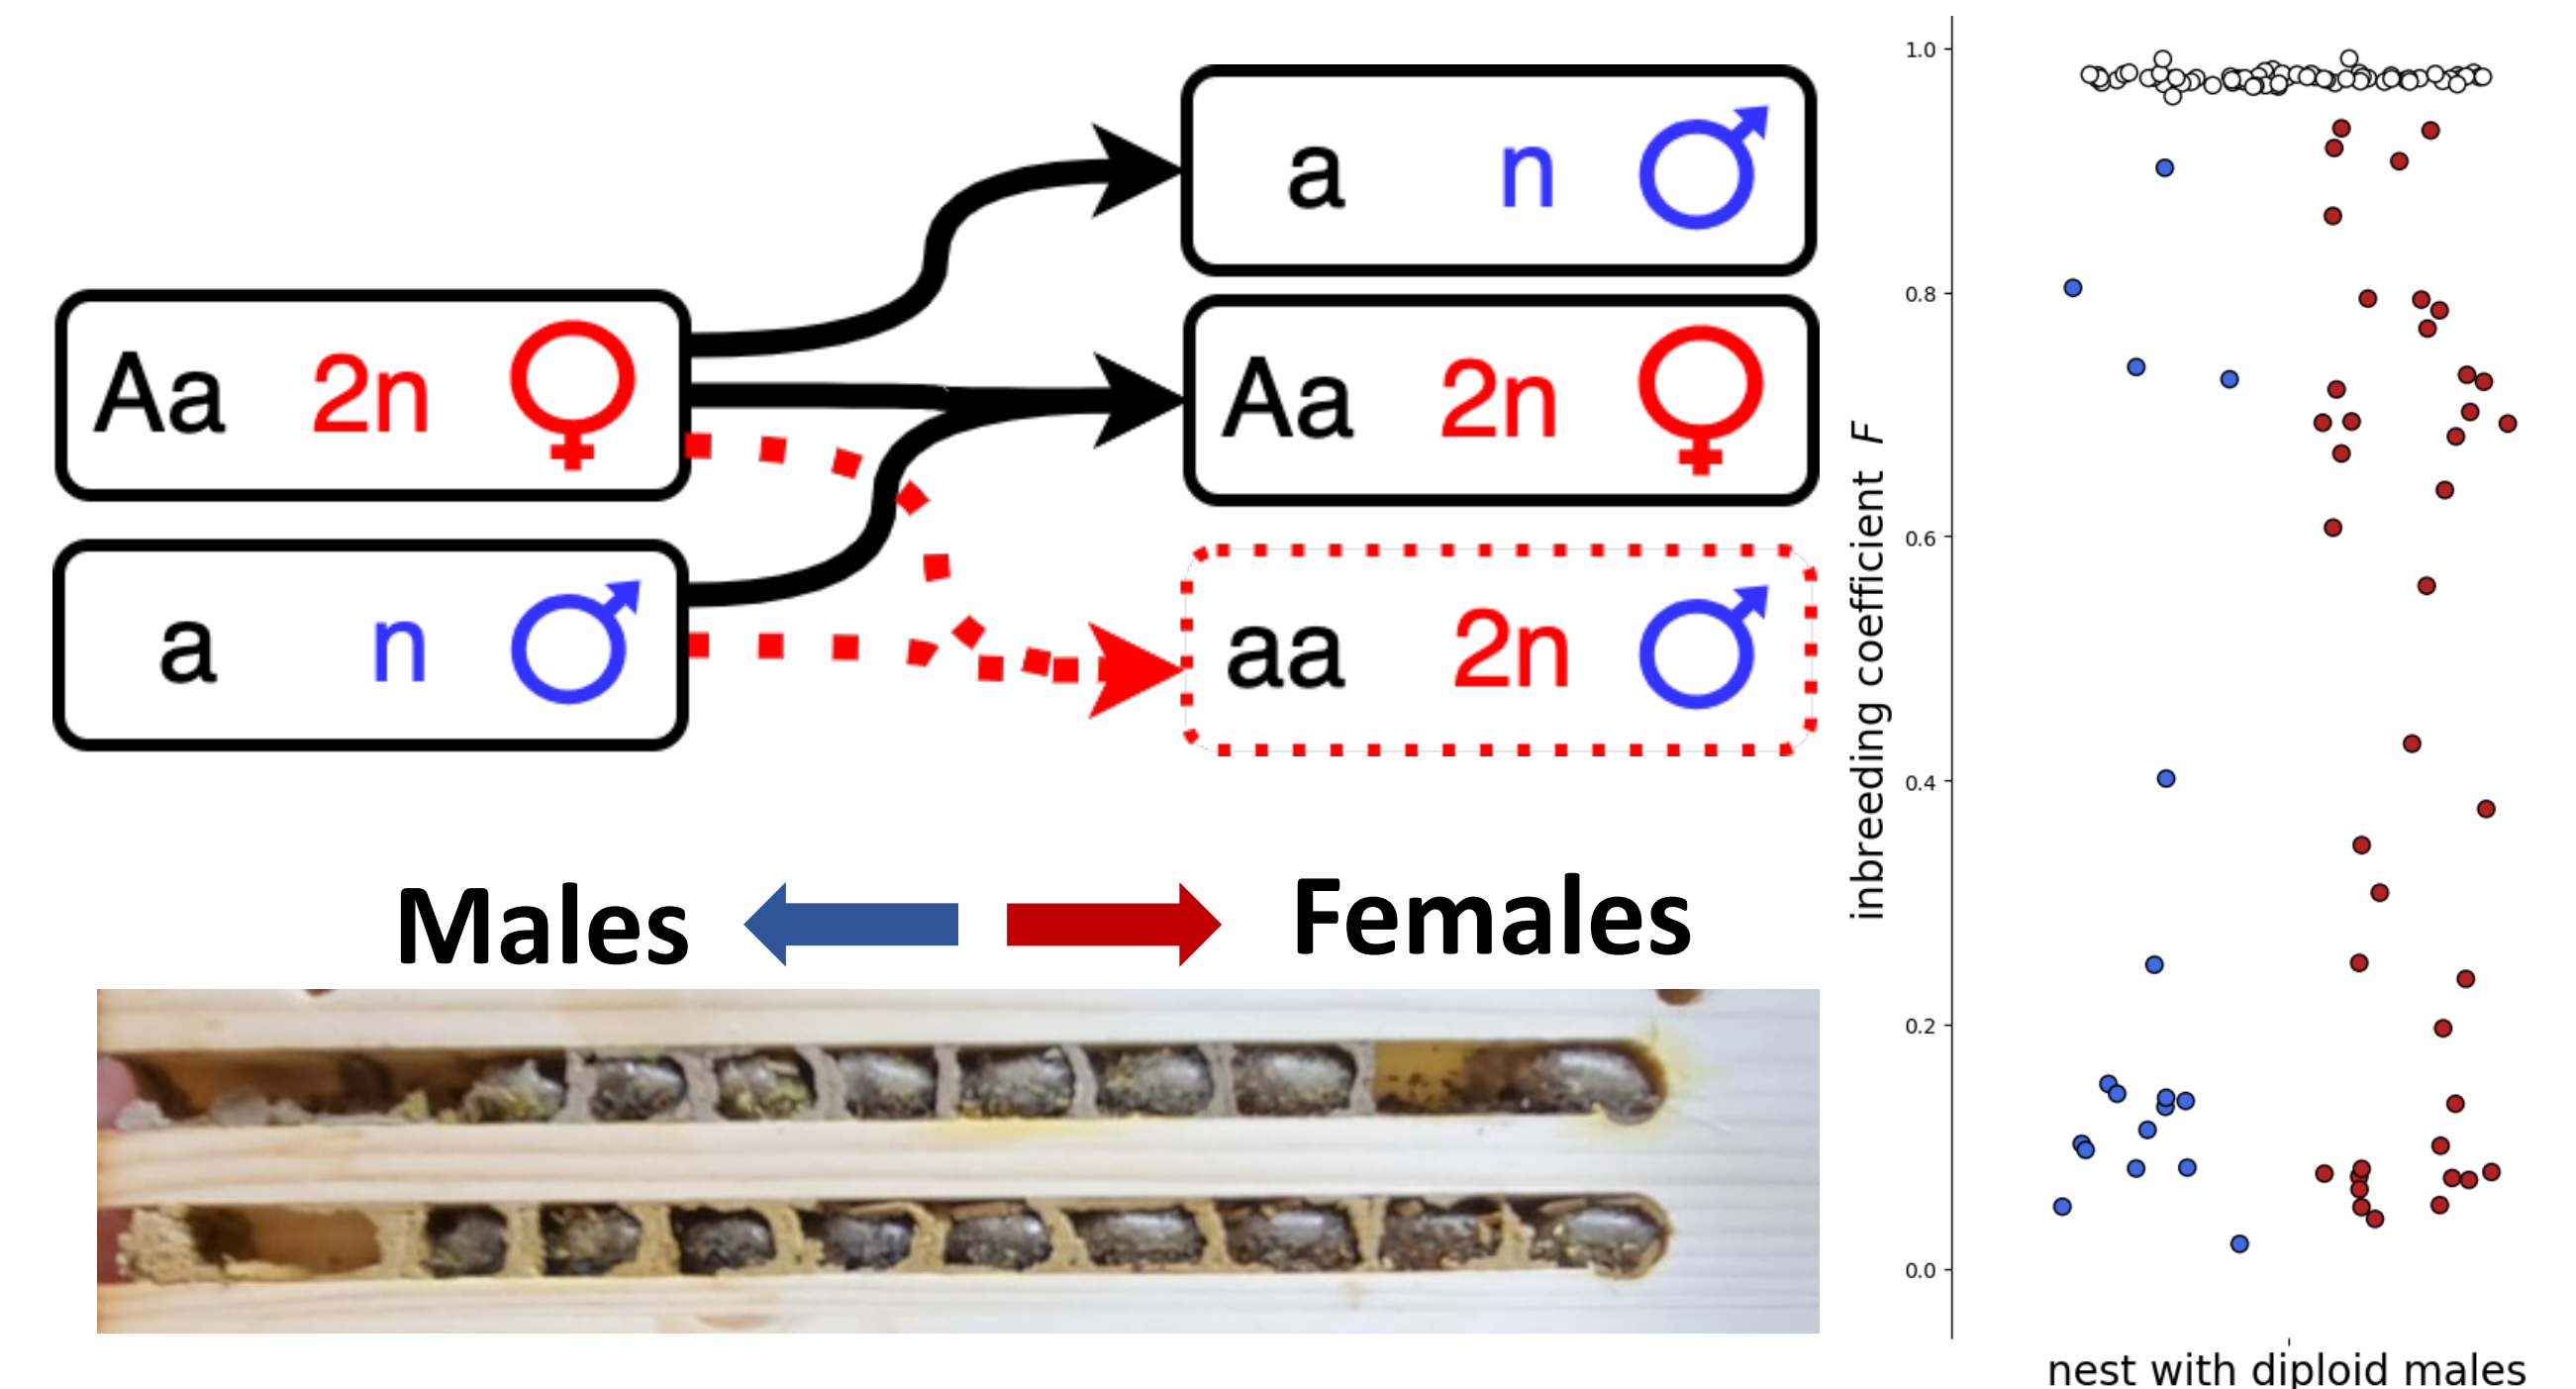 a n ♂
Aa 2n ♀
Aa 2n ♀
a n ♂
aa 2n ♂
Males
Females
inbreeding coefficient F
1.0
0.8
0.6
0.4
0.2
0.0
nest with diploid males